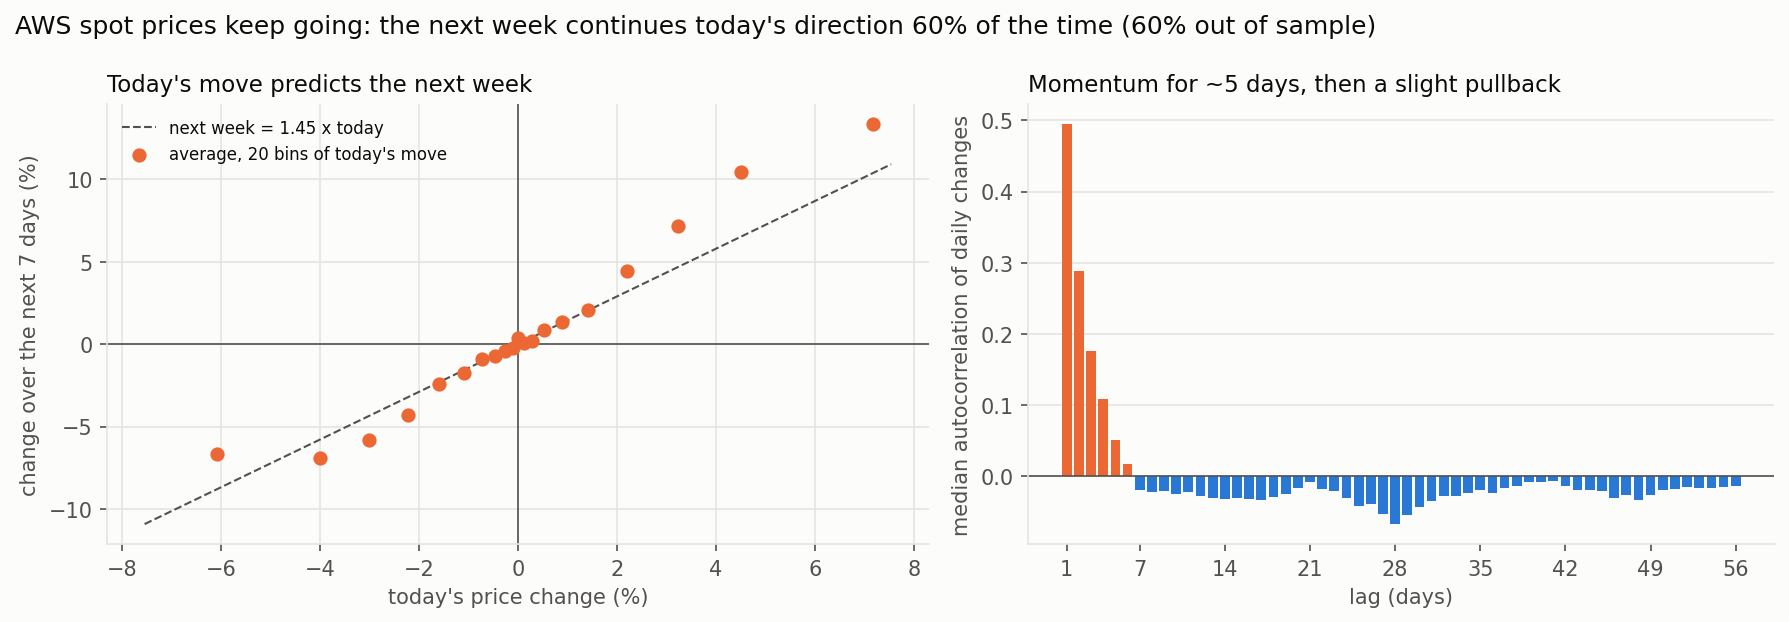 AWS spot prices keep going: the next week continues today's direction 60% of the time (60% out of sample)
Today's move predicts the next week
next week = 1.45 x today
average, 20 bins of today's move
change over the next 7 days (%)
10
5
0
−5
−10
−8 −6 −4 −2 0 2 4 6 8
today's price change (%)
Momentum for ~5 days, then a slight pullback
median autocorrelation of daily changes
0.5
0.4
0.3
0.2
0.1
0.0
1 7 14 21 28 35 42 49 56
lag (days)